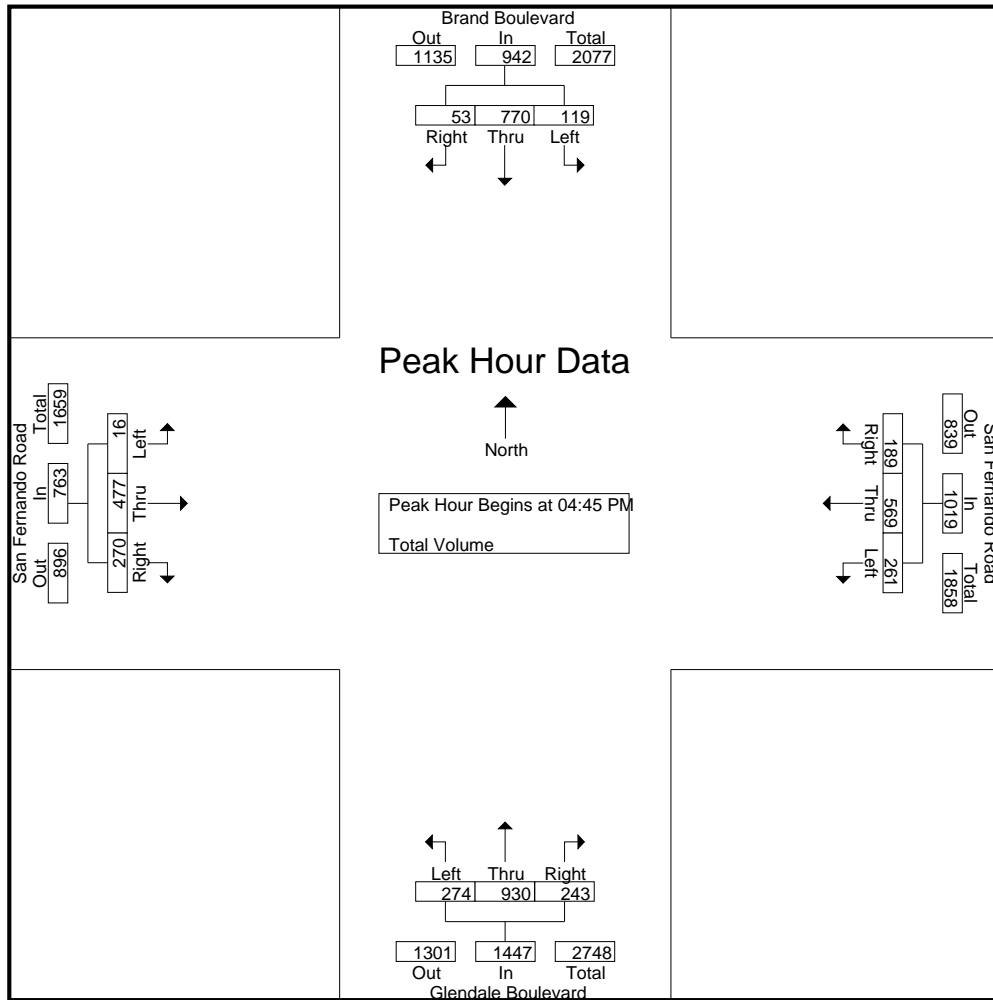 Brand Boulevard
Out In Total
1135 942 2077
53 770 119
Right Thru Left
Peak Hour Data
North
Peak Hour Begins at 04:45 PM
Total Volume
San Fernando Road
Total In Out
1659 763 896
16 477 270
Left Thru Right
San Fernando Road
Out In Total
839 1019 1858
189 569 261
Right Thru Left
Left Thru Right
274 930 243
1301 1447 2748
Out In Total
Glendale Boulevard